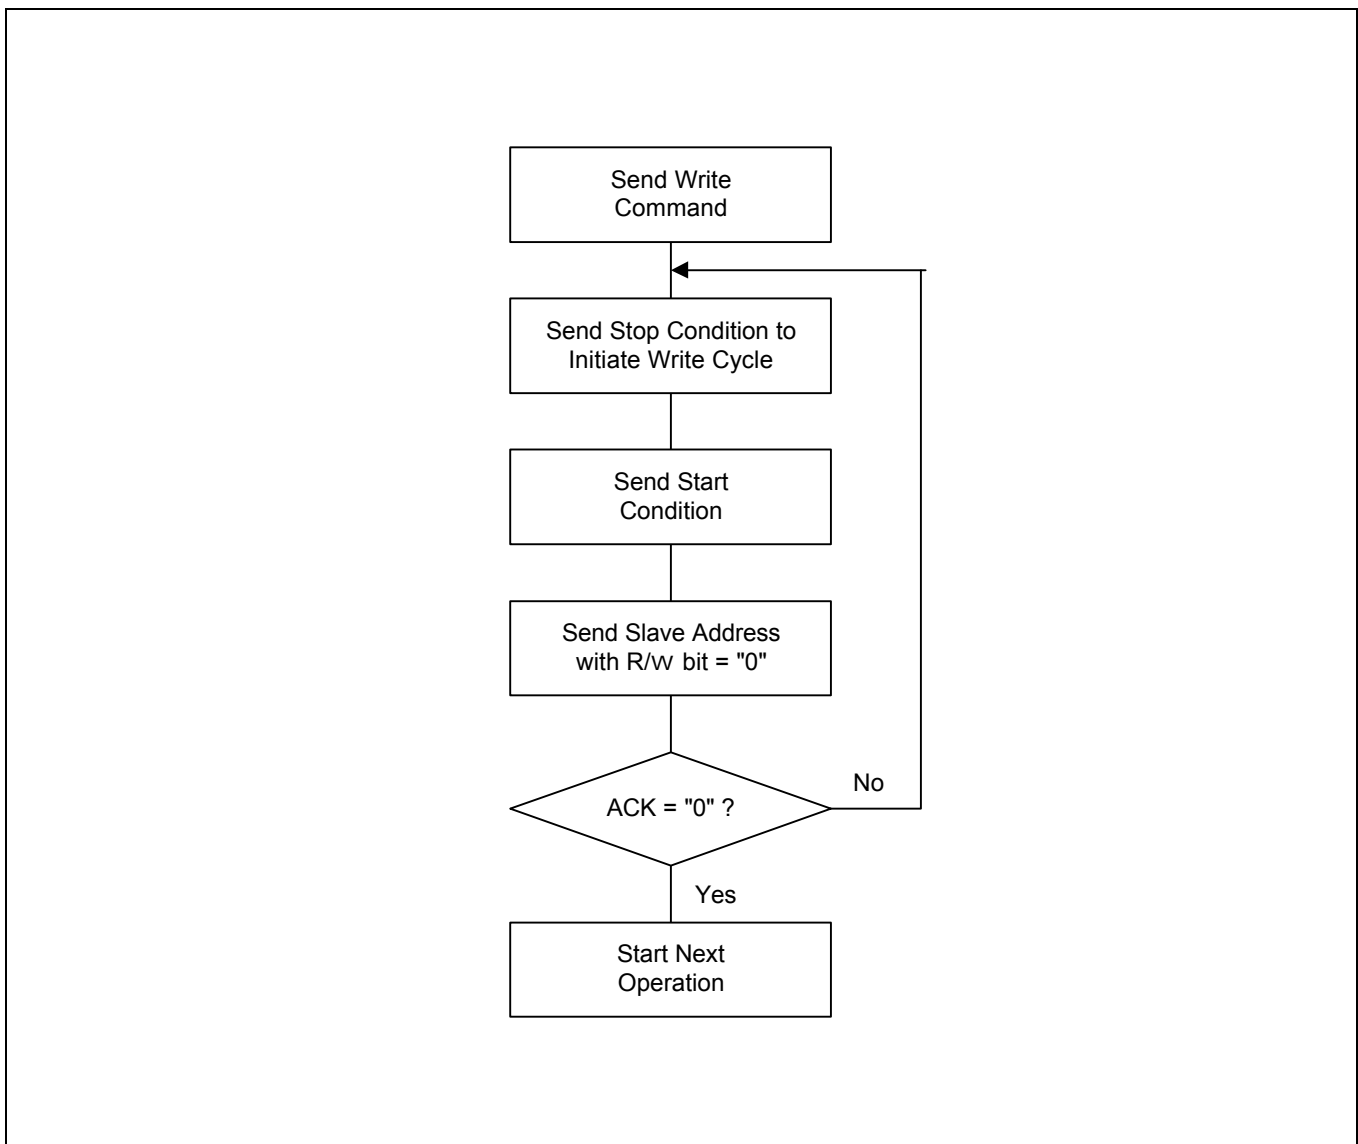 Send Write
Command
Send Stop Condition to
Initiate Write Cycle
Send Start
Condition
Send Slave Address
with R/W bit = "0"
ACK = "0" ?
No
Yes
Start Next
Operation